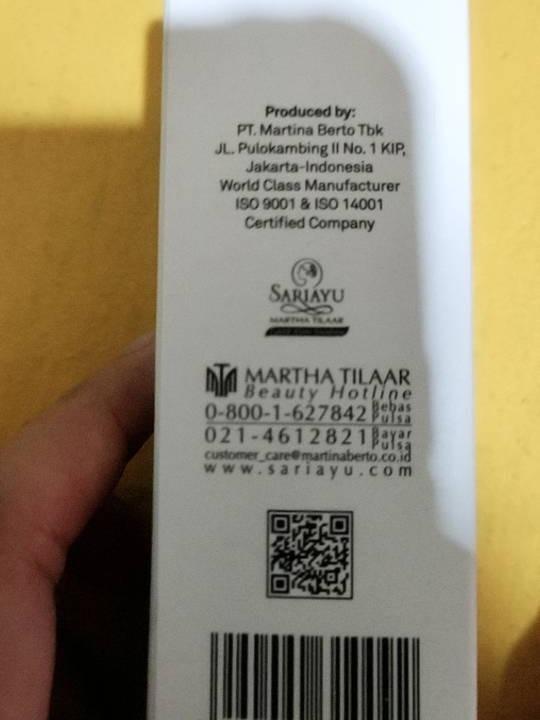 Produced by:
PT. Martina Berto Tbk
JL. Pulokambing II No. 1 KIP,
Jakarta-Indonesia
World Class Manufacturer
ISO 9001 & ISO 14001
Certified Company
SARIAYU
MARTHA TILAAR
MARTHA TILAAR
Beauty Hotline
0-800-1-627842 Bebas Pulsa
021-4612821 Bayar Pulsa
customer_care@martinaberto.co.id
www.sariayu.com